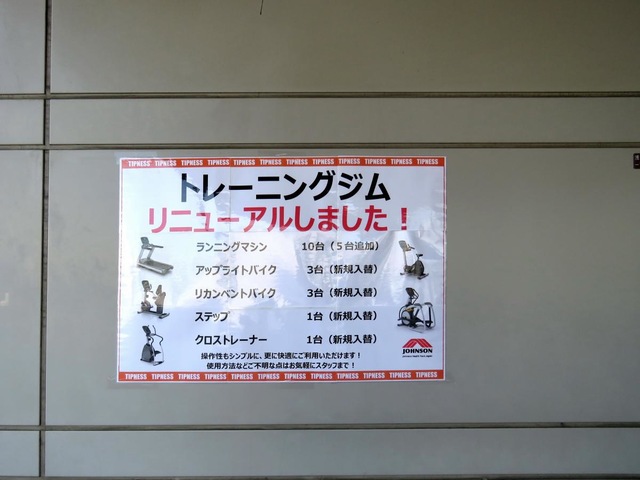 TIPNESS TIPNESS TIPNESS TIPNESS TIPNESS TIPNESS TIPNESS TIPNESS TIPNESS TIPNESS TIPNESS TIPNESS
トレーニングジム
リニューアルしました！
ランニングマシン 10台（５台追加）
アップライトバイク 3台（新規入替）
リカンベントバイク 3台（新規入替）
ステップ 1台（新規入替）
クロストレーナー 1台（新規入替）
JOHNSON
操作性もシンプルに、更に快適にご利用いただけます！
使用方法などご不明な点はお気軽にスタッフまで！
TIPNESS TIPNESS TIPNESS TIPNESS TIPNESS TIPNESS TIPNESS TIPNESS TIPNESS TIPNESS TIPNESS TIPNESS